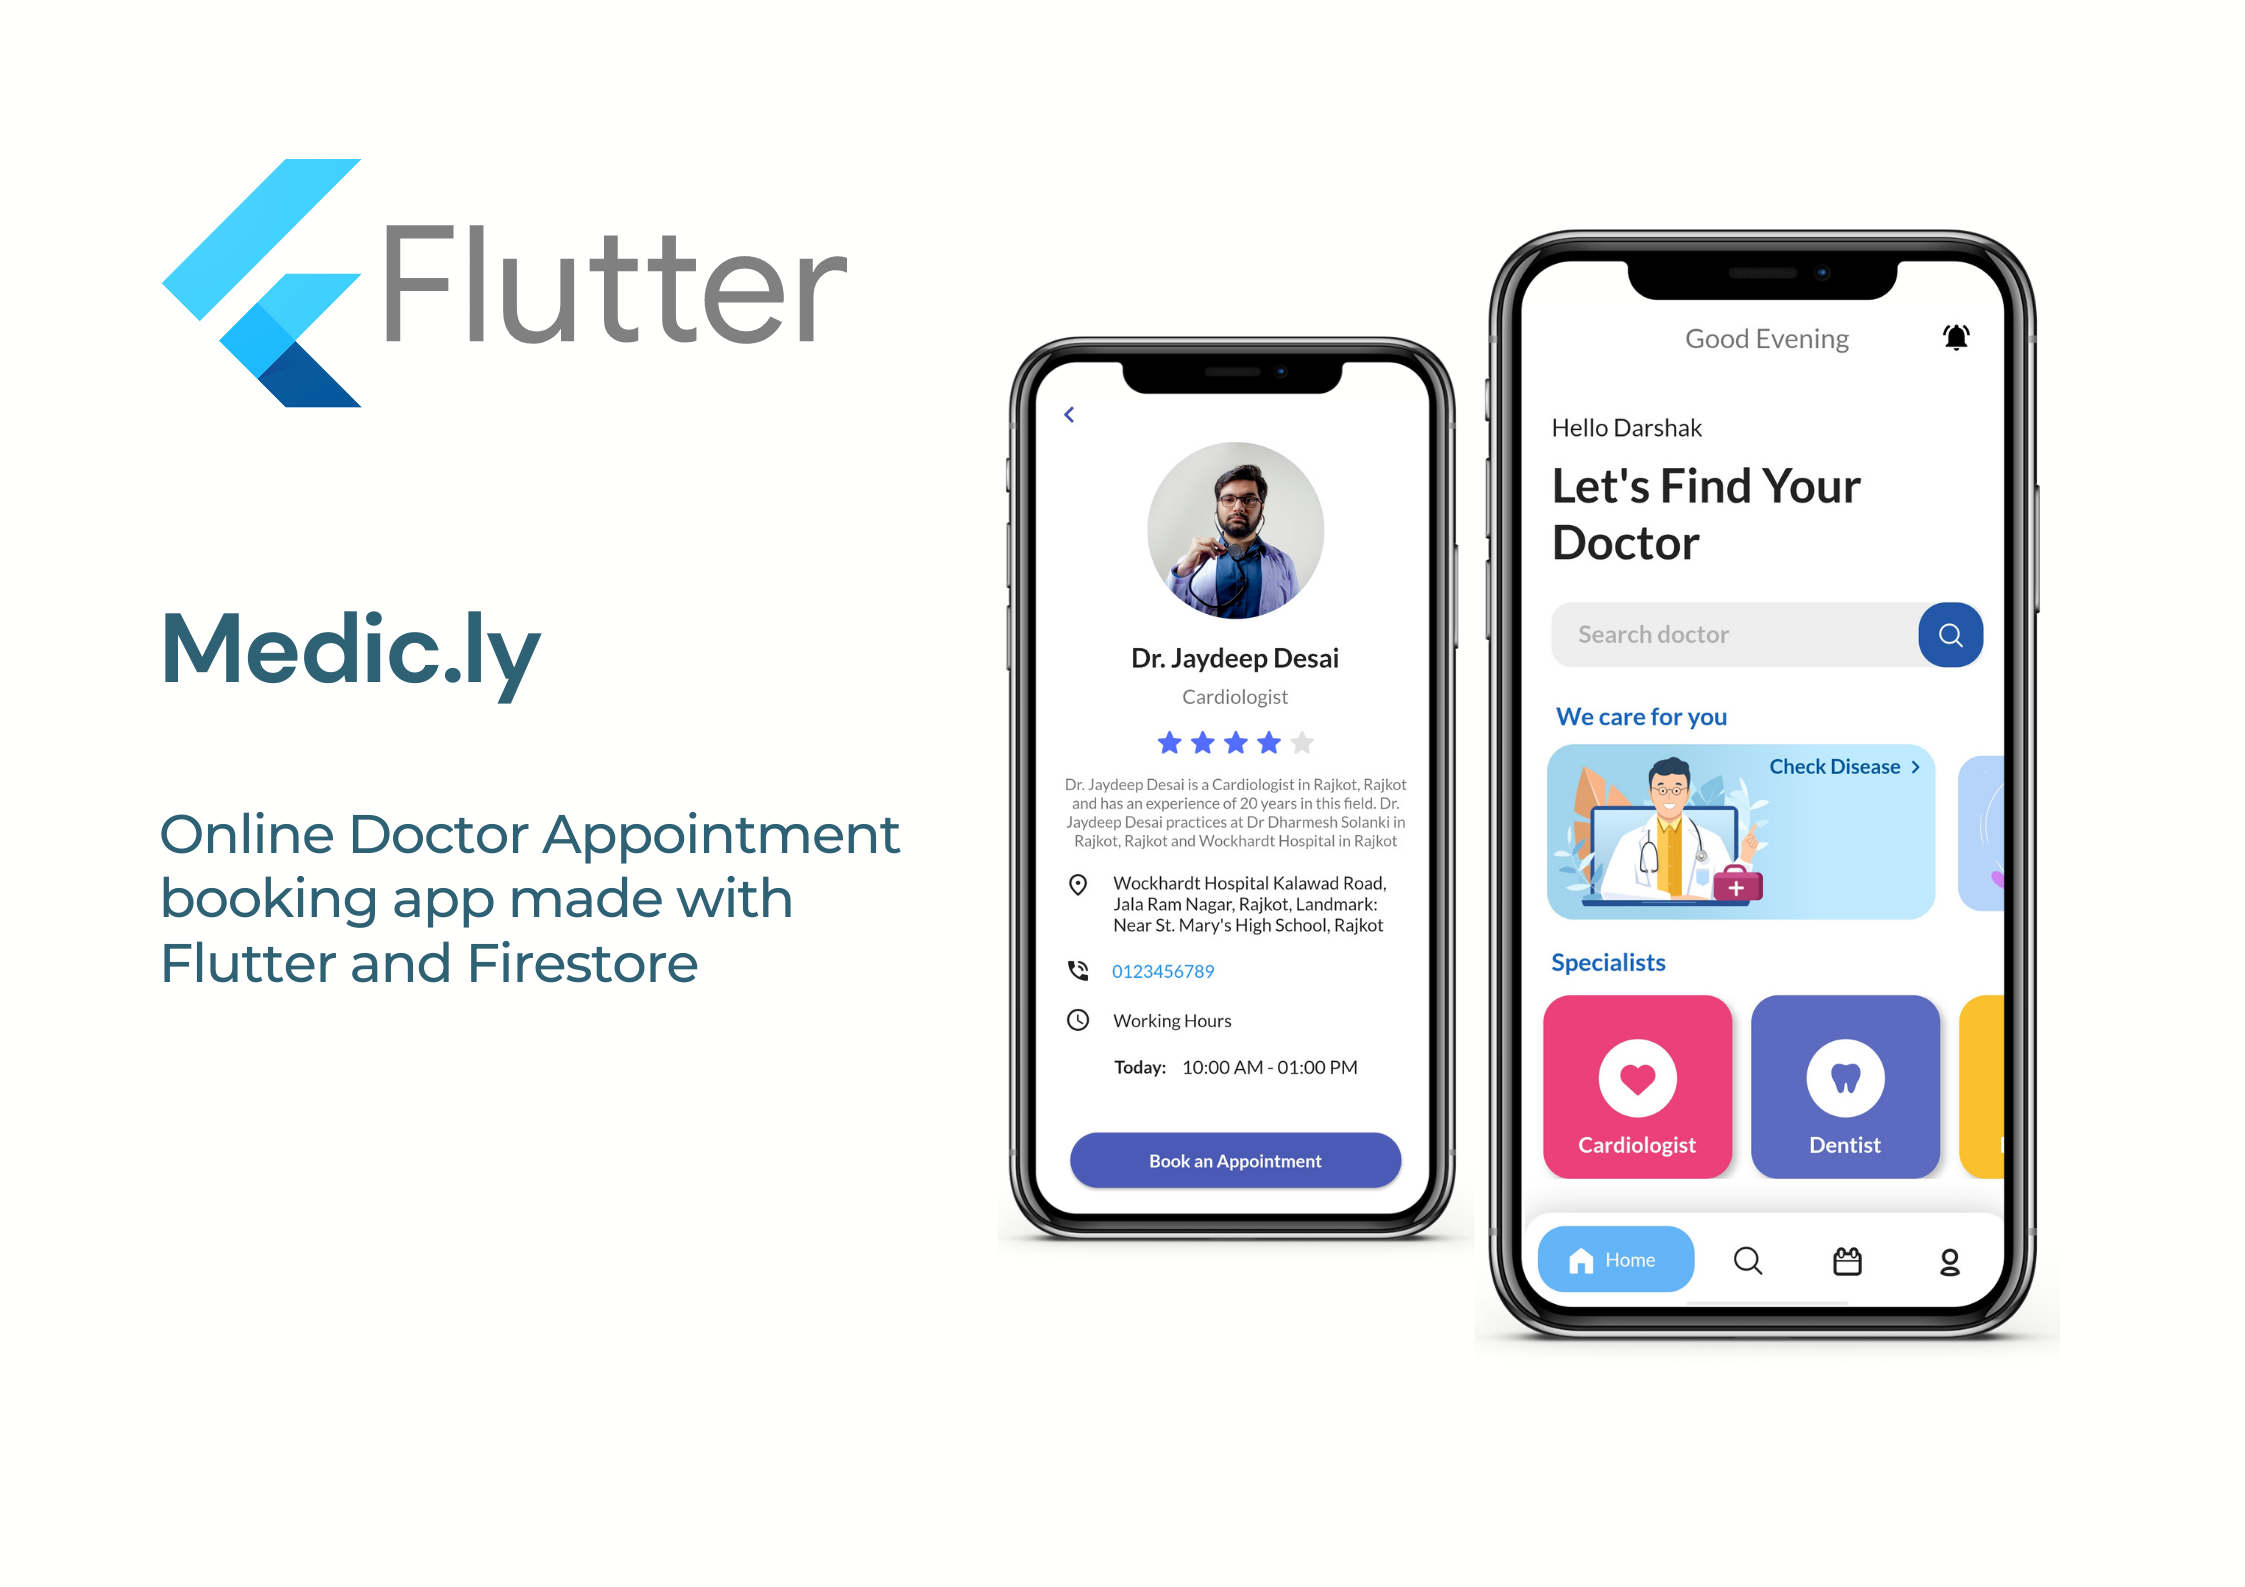 Flutter
Medic.ly
Online Doctor Appointment
booking app made with
Flutter and Firestore
Dr. Jaydeep Desai
Cardiologist
Dr. Jaydeep Desai is a Cardiologist in Rajkot, Rajkot
and has an experience of 20 years in this field. Dr.
Jaydeep Desai practices at Dr Dharmesh Solanki in
Rajkot, Rajkot and Wockhardt Hospital in Rajkot
Wockhardt Hospital Kalawad Road,
Jala Ram Nagar, Rajkot, Landmark:
Near St. Mary's High School, Rajkot
0123456789
Working Hours
Today: 10:00 AM - 01:00 PM
Book an Appointment
Good Evening
Hello Darshak
Let's Find Your
Doctor
Search doctor
We care for you
Check Disease
Specialists
Cardiologist
Dentist
Home